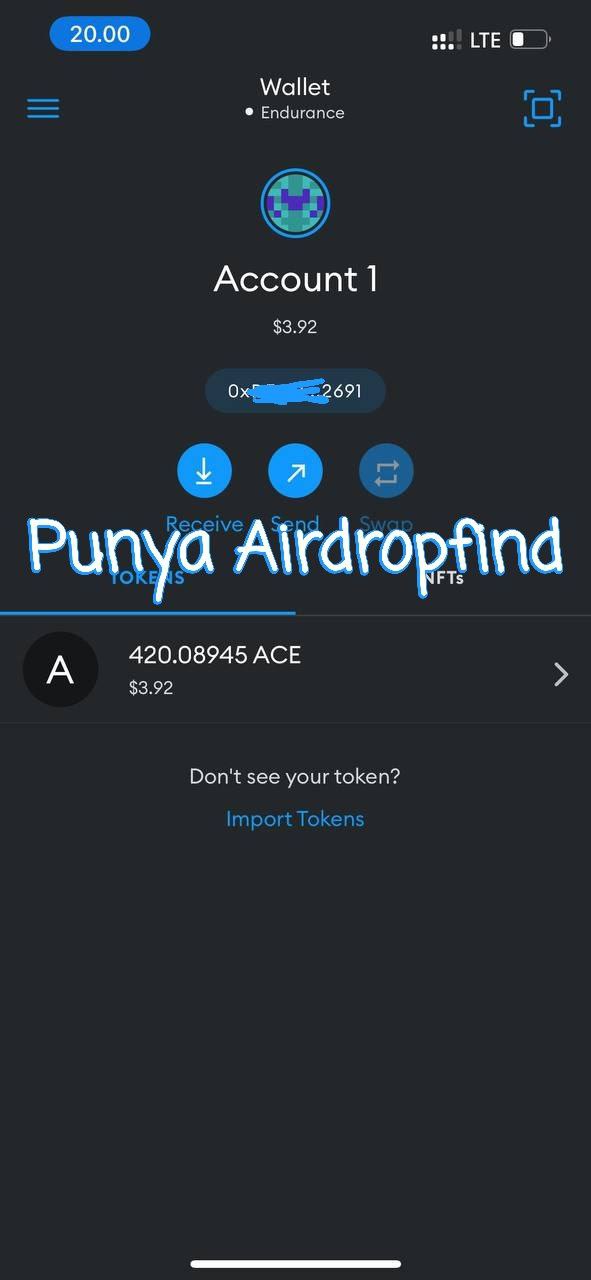 20.00
LTE
Wallet
Endurance
Account 1
$3.92
0x 2691
Receive Send Swap
Punya Airdropfind
TOKENS NFTs
A
420.08945 ACE
$3.92
Don't see your token?
Import Tokens